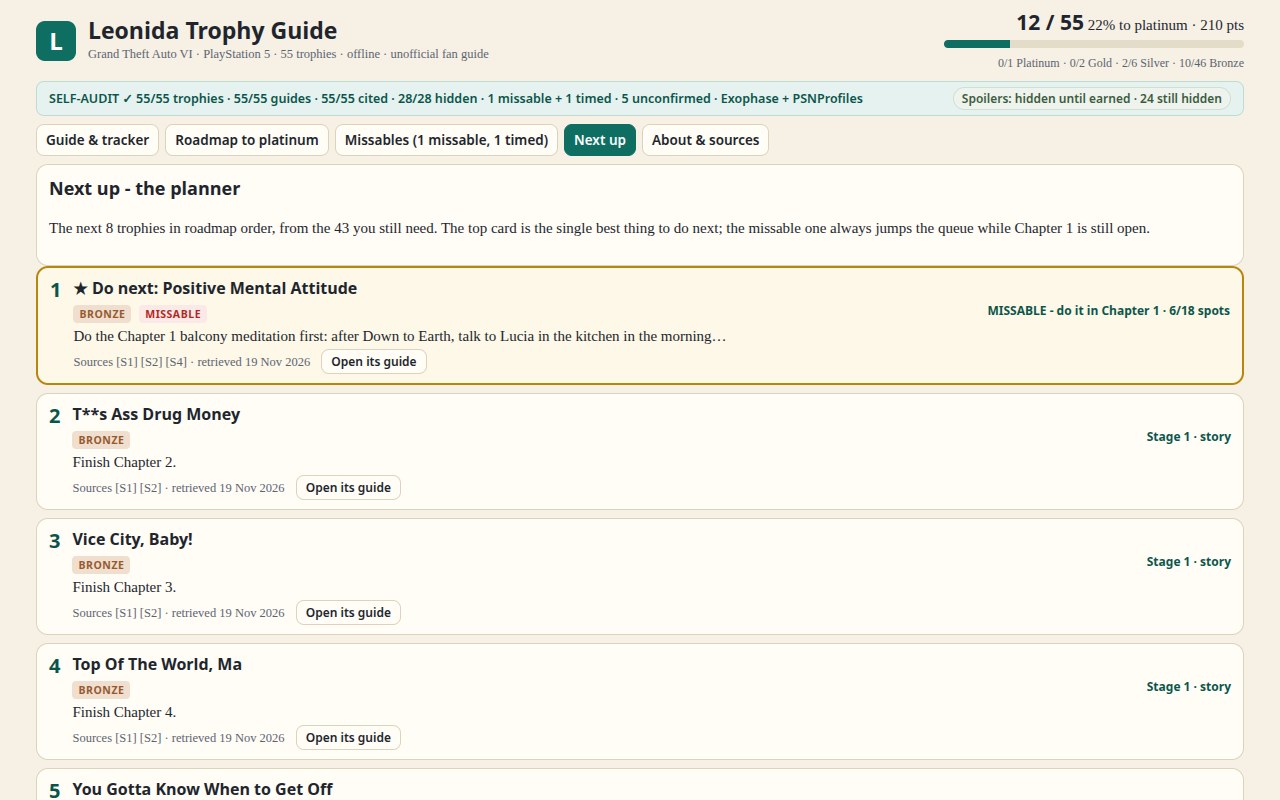 L
Leonida Trophy Guide
Grand Theft Auto VI · PlayStation 5 · 55 trophies · offline · unofficial fan guide
12 / 55 22% to platinum · 210 pts
0/1 Platinum · 0/2 Gold · 2/6 Silver · 10/46 Bronze
SELF-AUDIT ✓ 55/55 trophies · 55/55 guides · 55/55 cited · 28/28 hidden · 1 missable + 1 timed · 5 unconfirmed · Exophase + PSNProfiles
Spoilers: hidden until earned · 24 still hidden
Guide & tracker
Roadmap to platinum
Missables (1 missable, 1 timed)
Next up
About & sources
Next up - the planner
The next 8 trophies in roadmap order, from the 43 you still need. The top card is the single best thing to do next; the missable one always jumps the queue while Chapter 1 is still open.
1 ★ Do next: Positive Mental Attitude
BRONZE MISSABLE
MISSABLE - do it in Chapter 1 · 6/18 spots
Do the Chapter 1 balcony meditation first: after Down to Earth, talk to Lucia in the kitchen in the morning…
Sources [S1] [S2] [S4] · retrieved 19 Nov 2026 Open its guide
2 T**s Ass Drug Money
BRONZE
Stage 1 · story
Finish Chapter 2.
Sources [S1] [S2] · retrieved 19 Nov 2026 Open its guide
3 Vice City, Baby!
BRONZE
Stage 1 · story
Finish Chapter 3.
Sources [S1] [S2] · retrieved 19 Nov 2026 Open its guide
4 Top Of The World, Ma
BRONZE
Stage 1 · story
Finish Chapter 4.
Sources [S1] [S2] · retrieved 19 Nov 2026 Open its guide
5 You Gotta Know When to Get Off